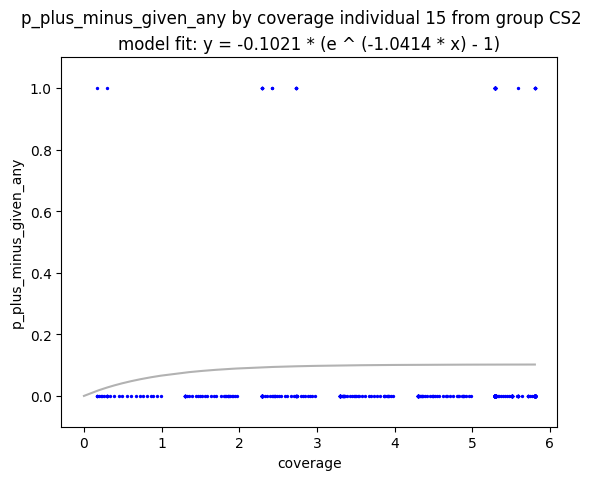 p_plus_minus_given_any by coverage individual 15 from group CS2
model fit: y = -0.1021 * (e ^ (-1.0414 * x) - 1)
1.0
0.8
0.6
0.4
0.2
0.0
p_plus_minus_given_any
0 1 2 3 4 5 6
coverage